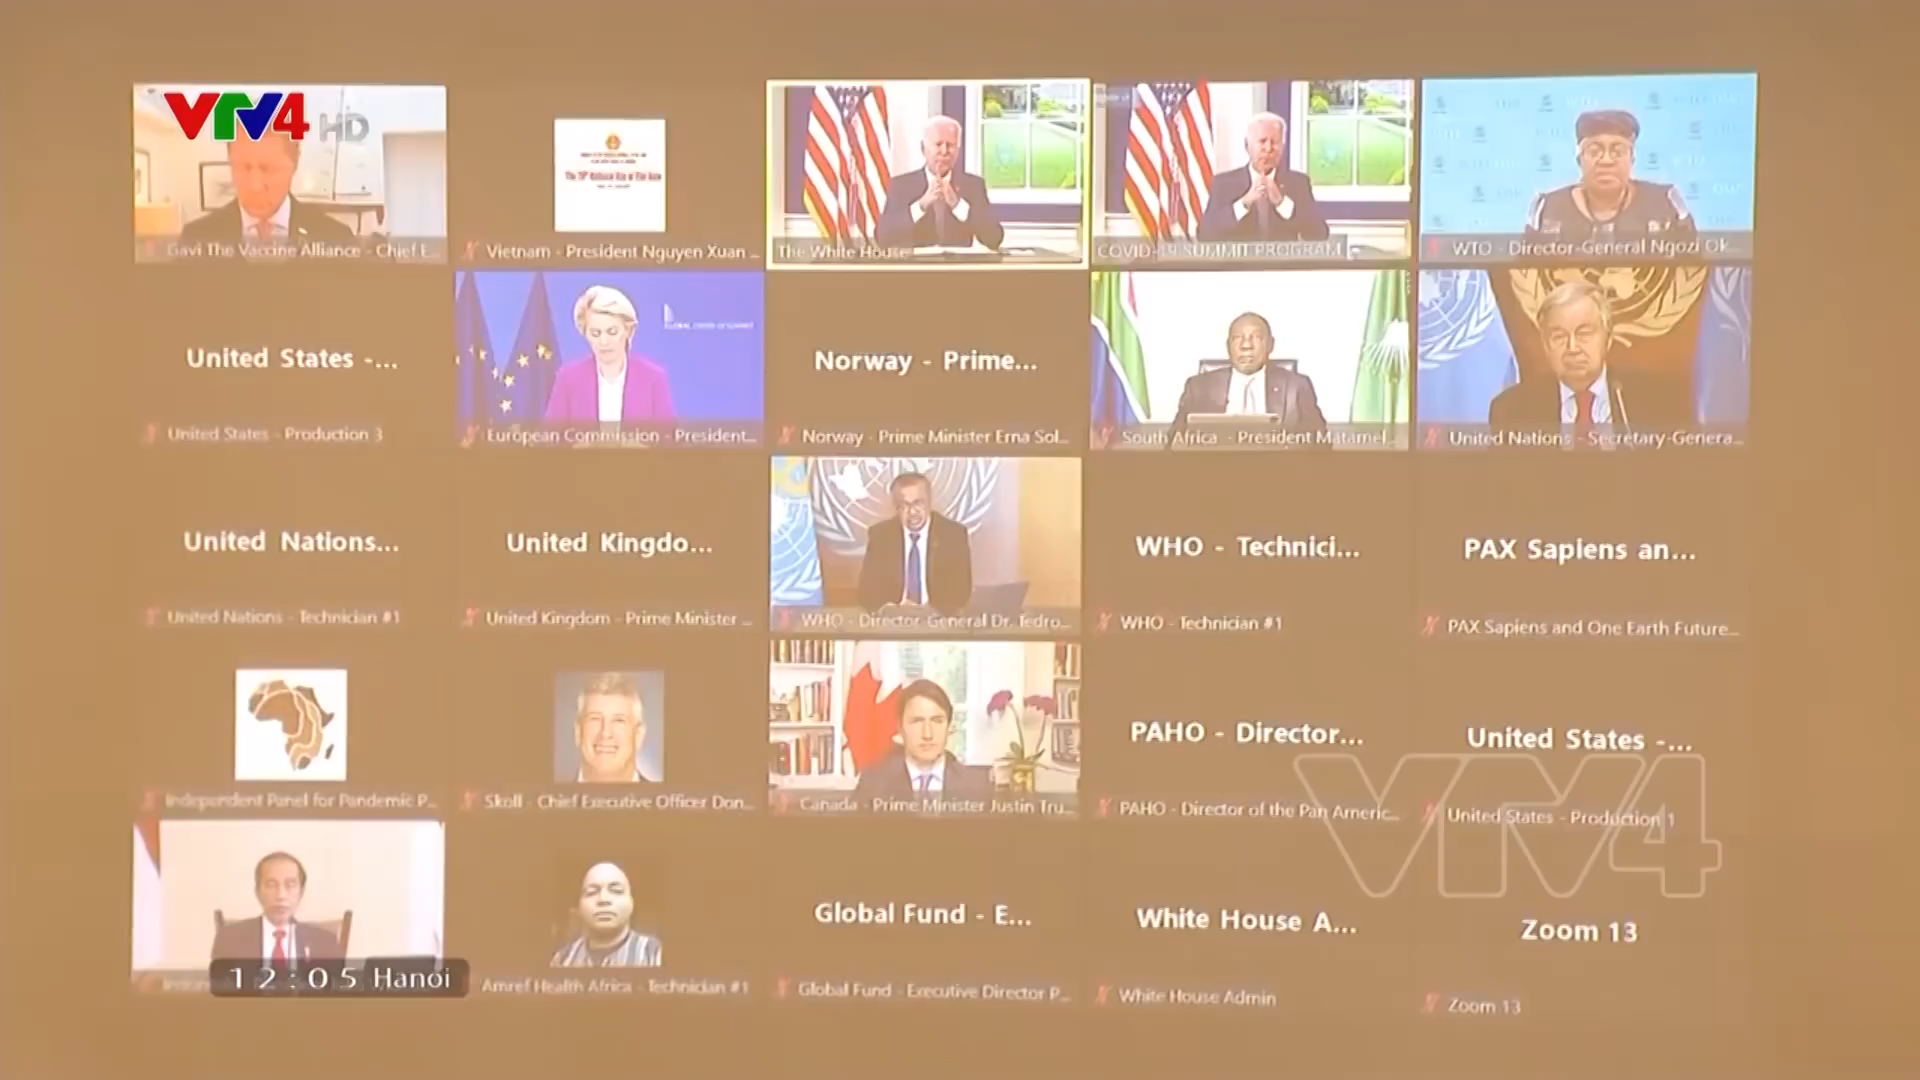 VTV4 HD
Gavi The Vaccine Alliance - Chief E...
Vietnam - President Nguyen Xuan ...
The White House
COVID-19 SUMMIT PROGRAM
WTO - Director-General Ngozi Ok...
United States -...
United States - Production 3
European Commission - President...
Norway - Prime...
Norway - Prime Minister Erna Sol...
South Africa - President Matamel...
United Nations - Secretary-Genera...
United Nations...
United Nations - Technician #1
United Kingdo...
United Kingdom - Prime Minister ...
WHO - Director-General Dr. Tedro...
WHO - Technici...
WHO - Technician #1
PAX Sapiens an...
PAX Sapiens and One Earth Future...
Independent Panel for Pandemic P...
Skoll - Chief Executive Officer Don...
Canada - Prime Minister Justin Tru...
PAHO - Director...
PAHO - Director of the Pan Americ...
United States -...
United States - Production 1
VTV4
12:05 Hanoi
Amref Health Africa - Technician #1
Global Fund - E...
Global Fund - Executive Director P...
White House A...
White House Admin
Zoom 13
Zoom 13